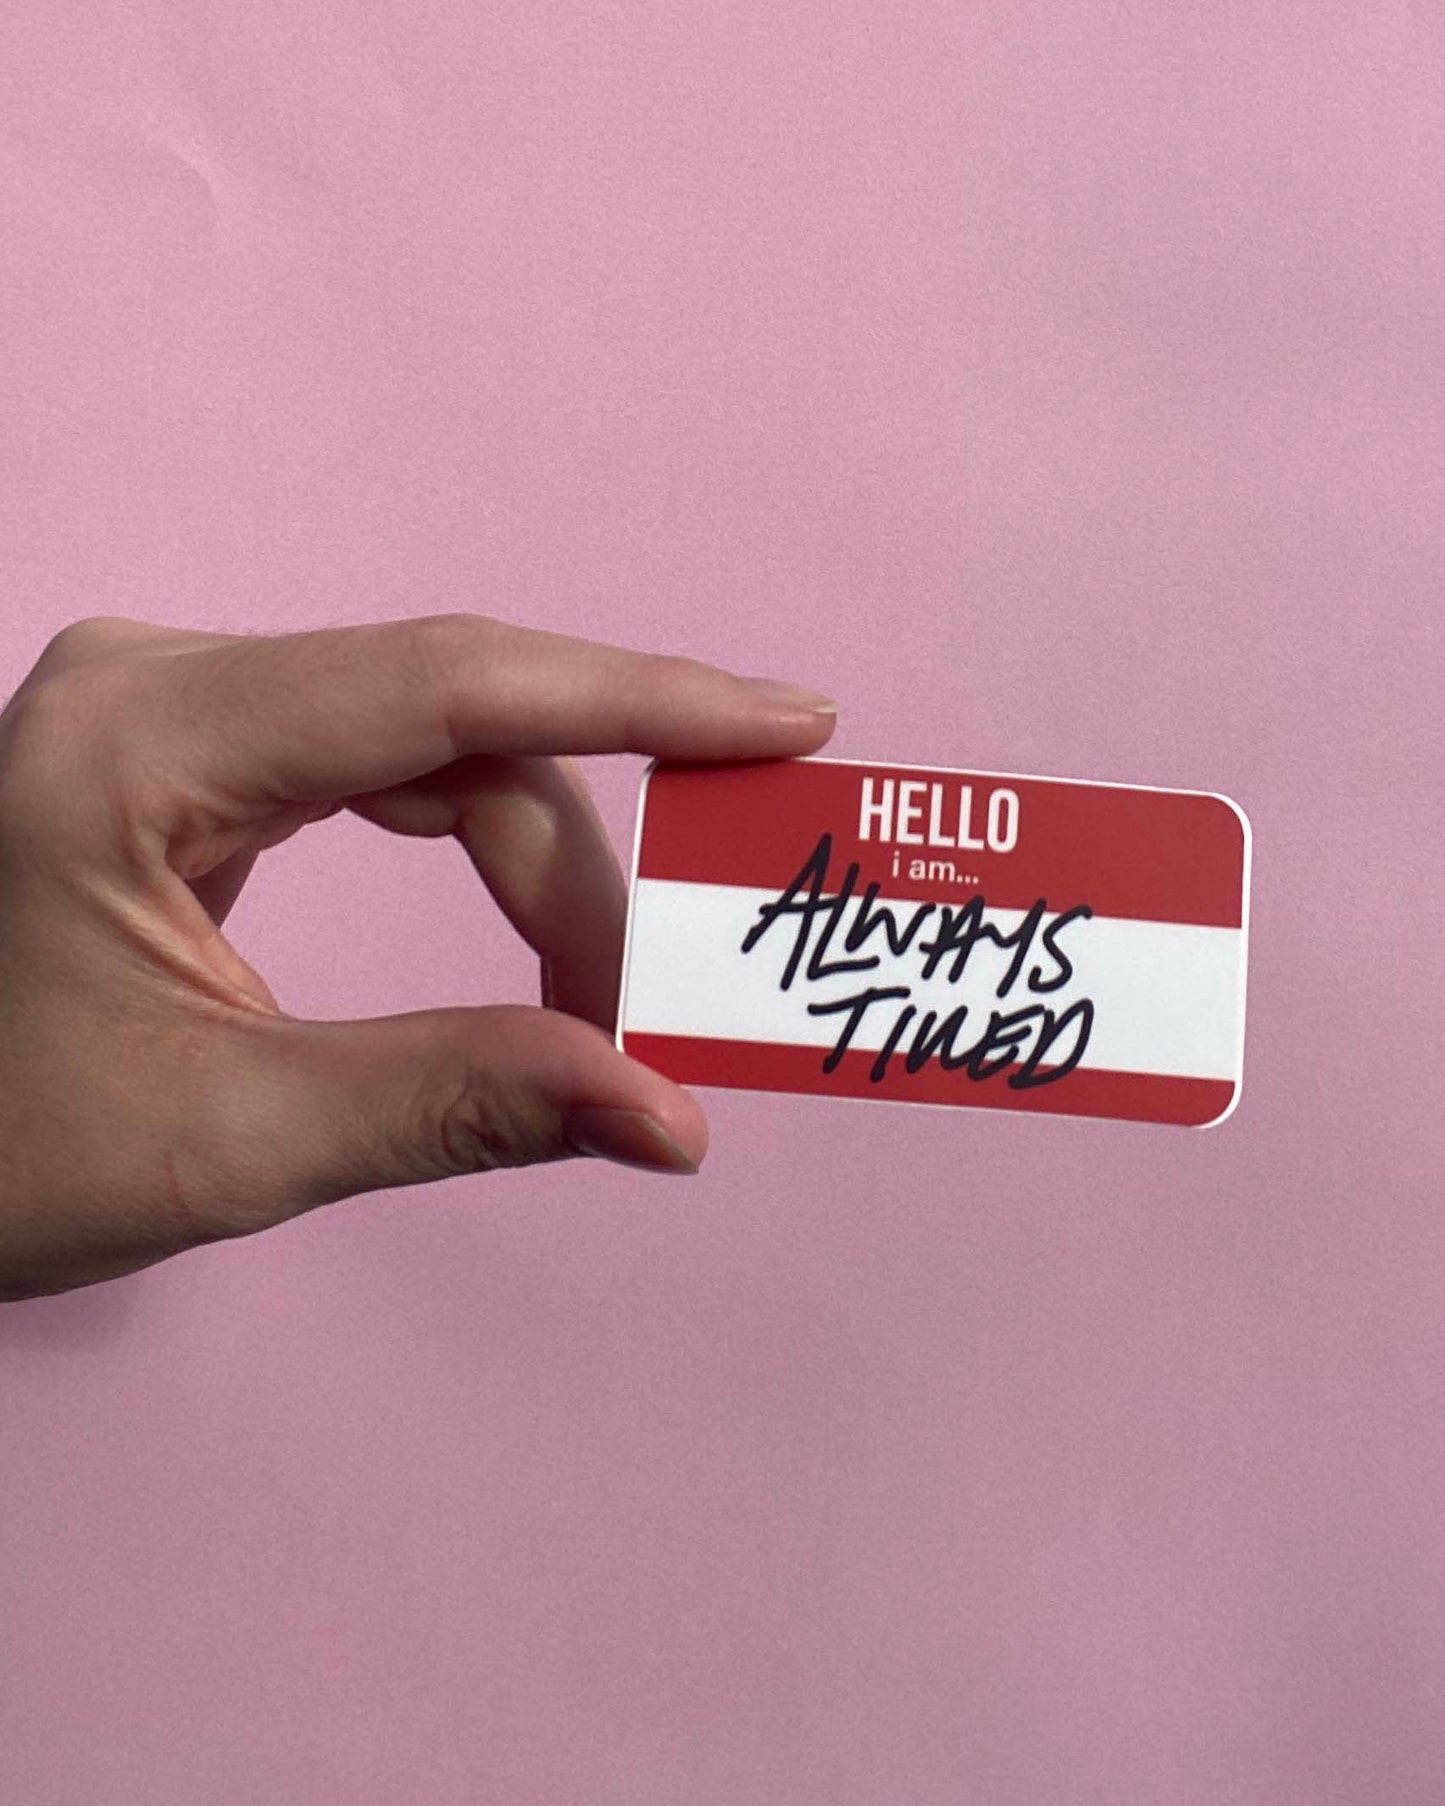 HELLO
i am...
ALWAYS
TIRED